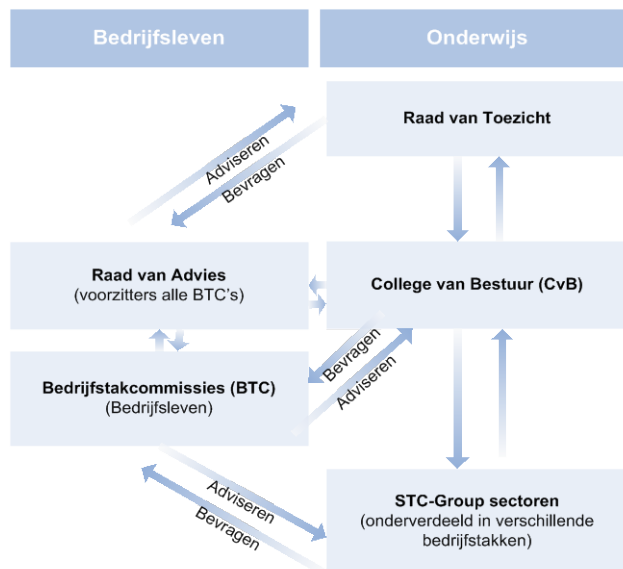 Bedrijfsleven
Onderwijs
Raad van Toezicht
Adviseren
Bevragen
Raad van Advies
(voorzitters alle BTC's)
College van Bestuur (CvB)
Bedrijfstakcommissies (BTC)
(Bedrijfsleven)
Bevragen
Adviseren
Adviseren
Bevragen
STC-Group sectoren
(onderverdeeld in verschillende
bedrijfstakken)